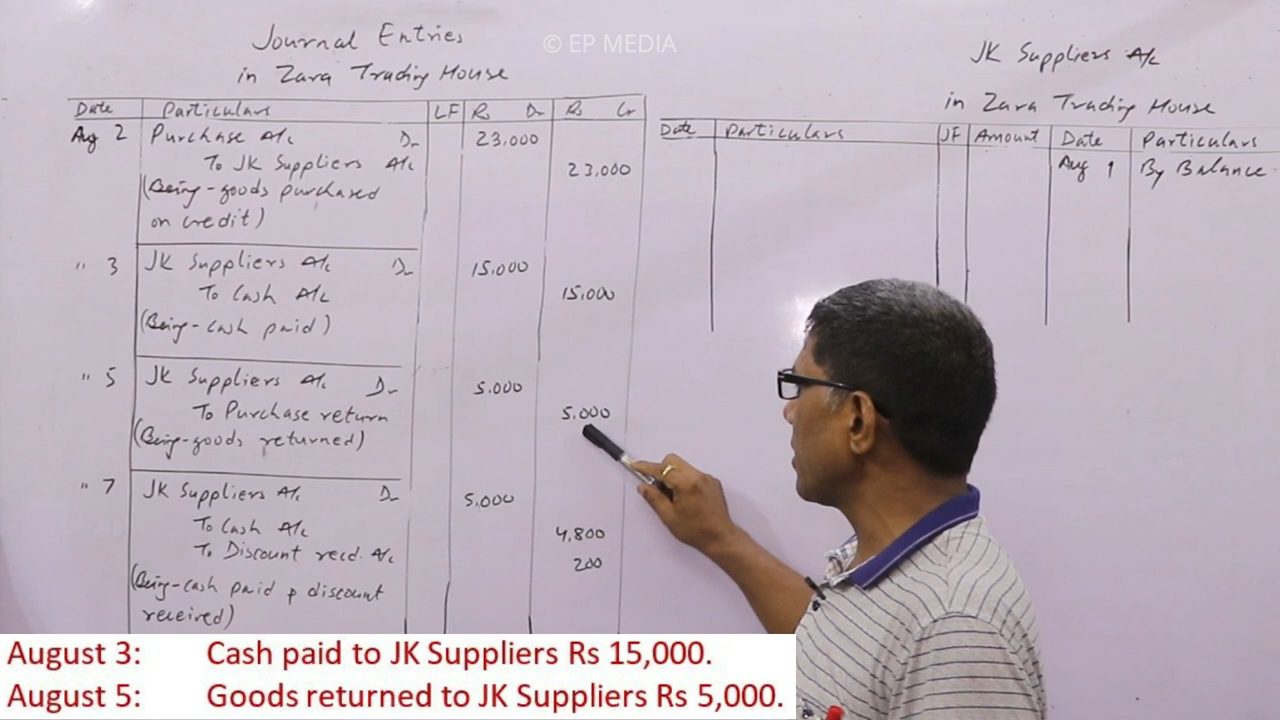 © EP MEDIA
Journal Entries
in Zara Trading House
Date Particulars LF Rs Dr Rs Cr
Aug 2 Purchase A/c Dr 23,000
To JK Suppliers A/c 23,000
(Being goods purchased
on credit)
" 3 JK Suppliers A/c Dr 15,000
To Cash A/c 15,000
(Being cash paid)
" 5 JK Suppliers A/c Dr 5,000
To Purchase return 5,000
(Being goods returned)
" 7 JK Suppliers A/c Dr 5,000
To Cash A/c 4,800
To Discount recd. A/c 200
(Being cash paid & discount
received)
JK Suppliers A/c
in Zara Trading House
Date Particulars JF Amount Date Particulars
Aug 1 By Balance
August 3: Cash paid to JK Suppliers Rs 15,000.
August 5: Goods returned to JK Suppliers Rs 5,000.